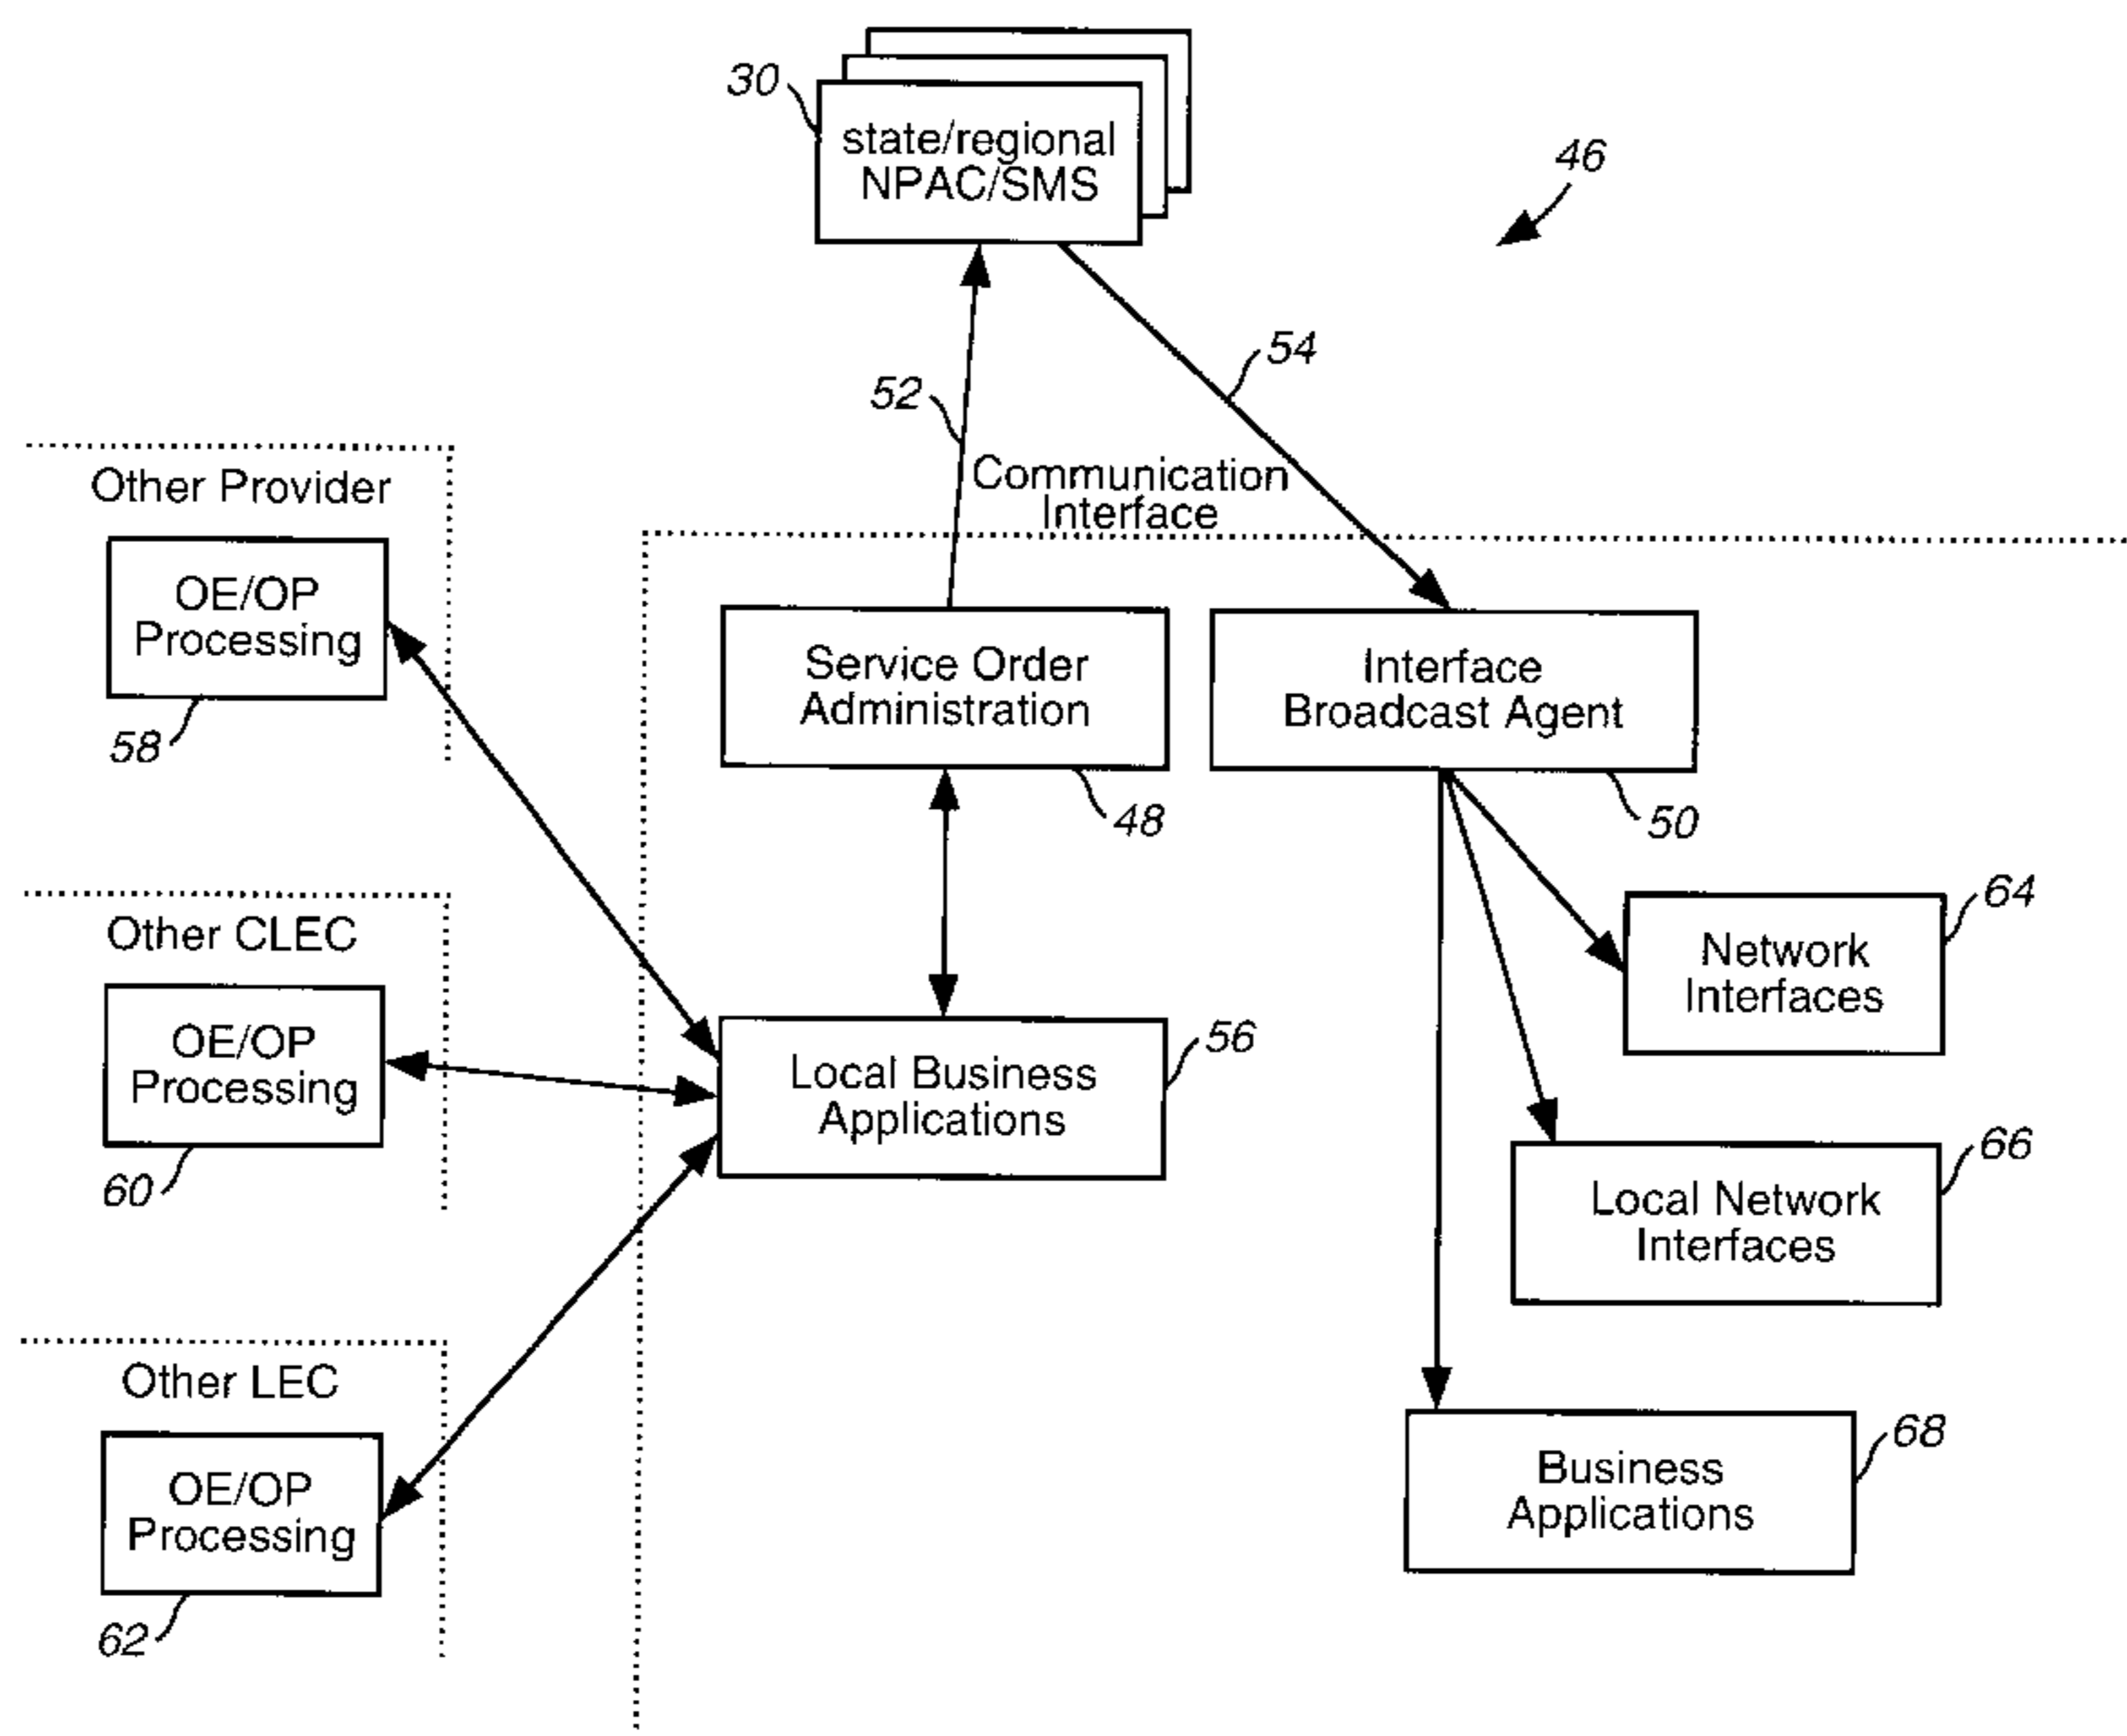 30
state/regional
NPAC/SMS
46
54
52
Communication
Interface
Other Provider
OE/OP
Processing
58
Service Order
Administration
48
Interface
Broadcast Agent
50
Other CLEC
OE/OP
Processing
60
Local Business
Applications
56
Network
Interfaces
64
Local Network
Interfaces
66
Other LEC
OE/OP
Processing
62
Business
Applications
68